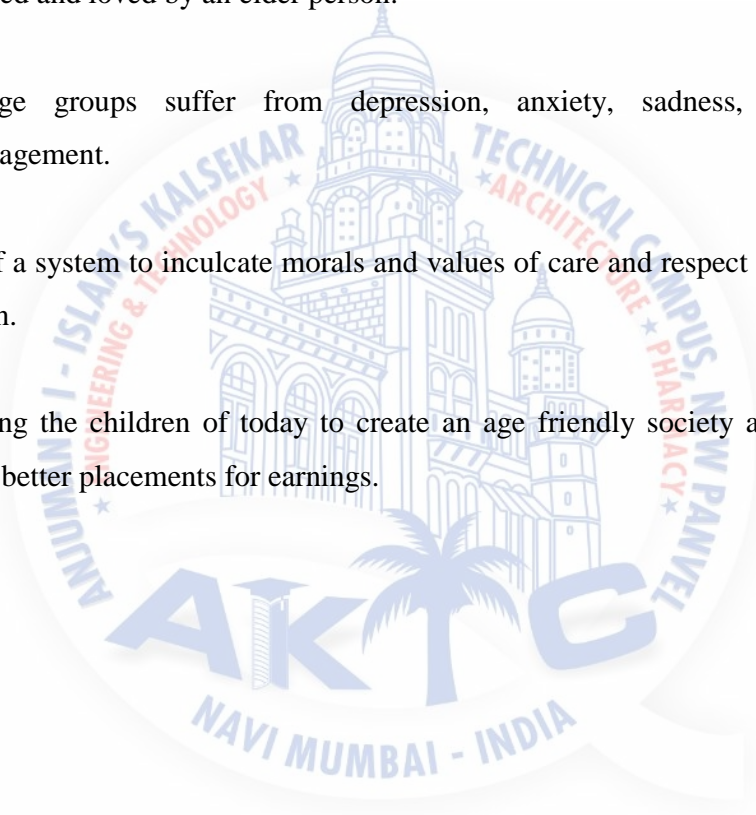 ed and loved by an elder person.
ge groups suffer from depression, anxiety, sadness,
agement.
f a system to inculcate morals and values of care and respect
n.
ng the children of today to create an age friendly society a
better placements for earnings.
ANJUMAN - I - ISLAM'S KALSEKAR TECHNICAL CAMPUS, NEW PANVEL
ENGINEERING & TECHNOLOGY ★ ★ ARCHITECTURE ★ PHARMACY ★
★
AKTC
NAVI MUMBAI - INDIA